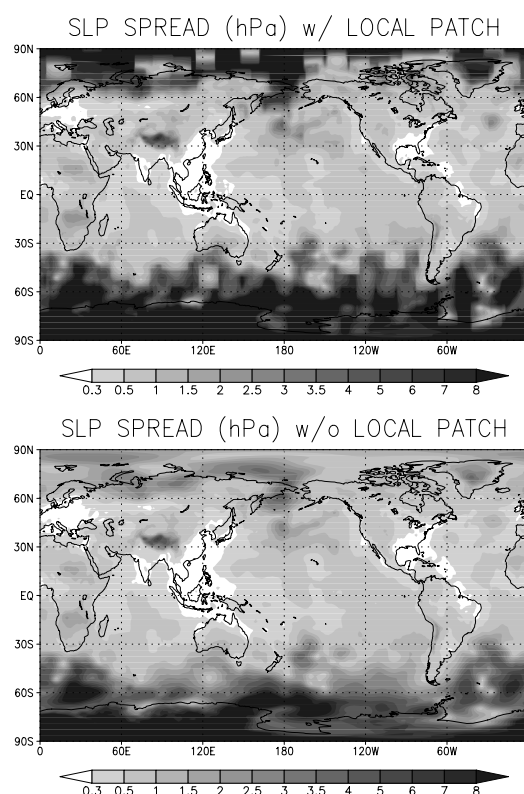 SLP SPREAD (hPa) w/ LOCAL PATCH
90N
60N
30N
EQ
30S
60S
90S
0 60E 120E 180 120W 60W
0.3 0.5 1 1.5 2 2.5 3 3.5 4 5 6 7 8
SLP SPREAD (hPa) w/o LOCAL PATCH
90N
60N
30N
EQ
30S
60S
90S
0 60E 120E 180 120W 60W
0.3 0.5 1 1.5 2 2.5 3 3.5 4 5 6 7 8